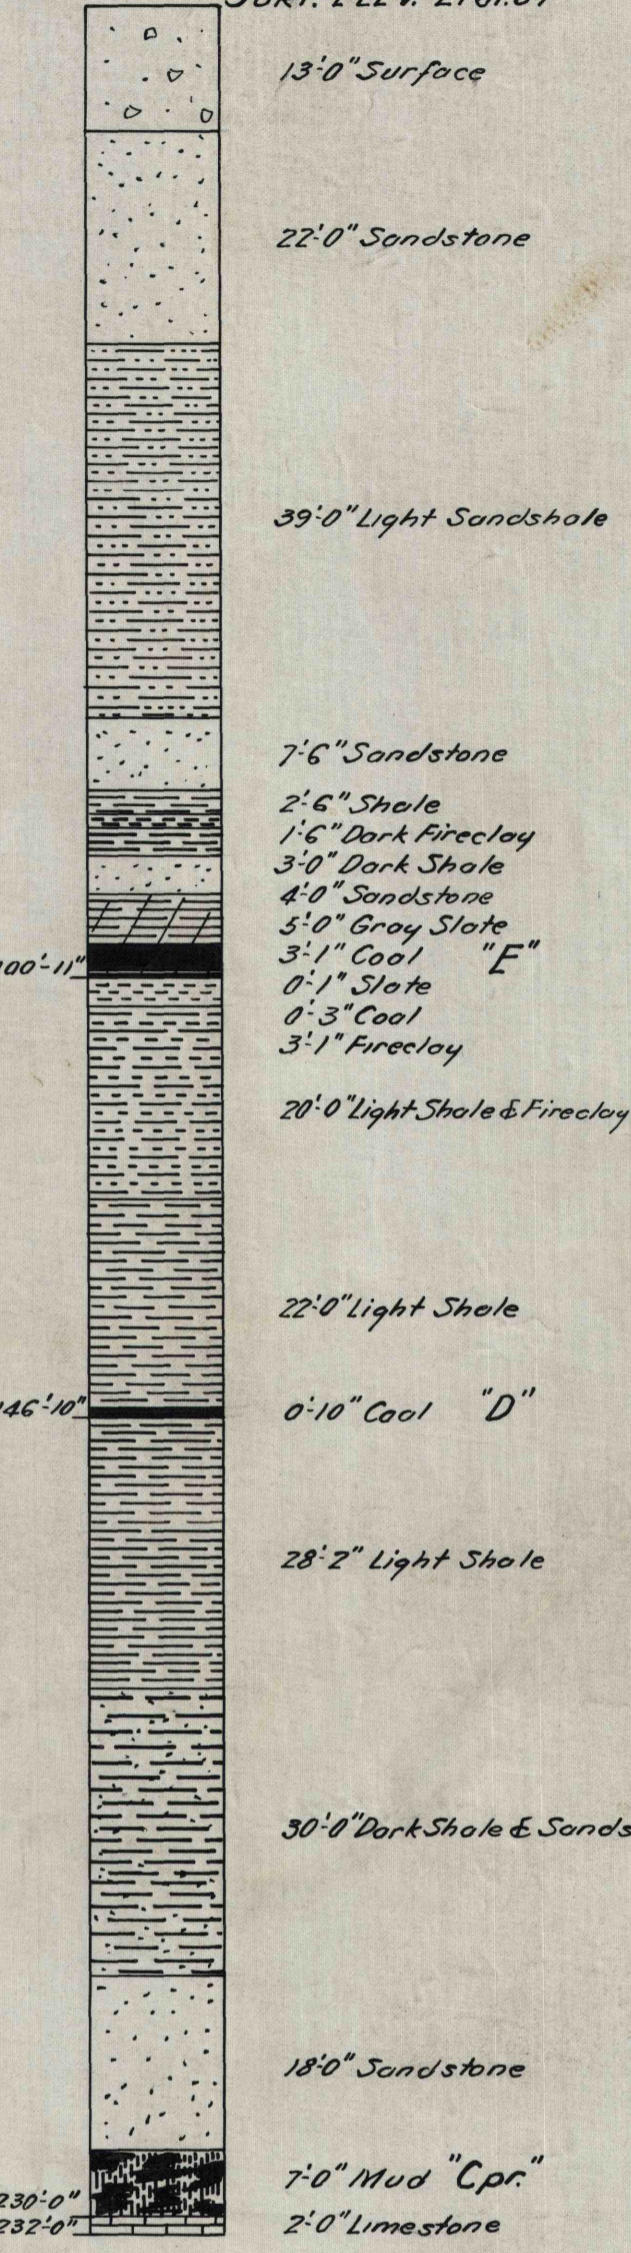 13'-0" Surface
22'-0" Sandstone
39'-0" Light Sandshale
7'-6" Sandstone
2'-6" Shale
1'-6" Dark Fireclay
3'-0" Dark Shale
4'-0" Sandstone
5'-0" Gray Slate
3'-1" Coal "E"
00'-11"
0'-1" Slate
0'-3" Coal
3'-1" Fireclay
20'-0" Light Shale & Fireclay
22'-0" Light Shale
46'-10" 0'-10" Coal "D"
28'-2" Light Shale
30'-0" Dark Shale & Sands
18'-0" Sandstone
7'-0" Mud "Cpr."
230'-0"
232'-0" 2'-0" Limestone